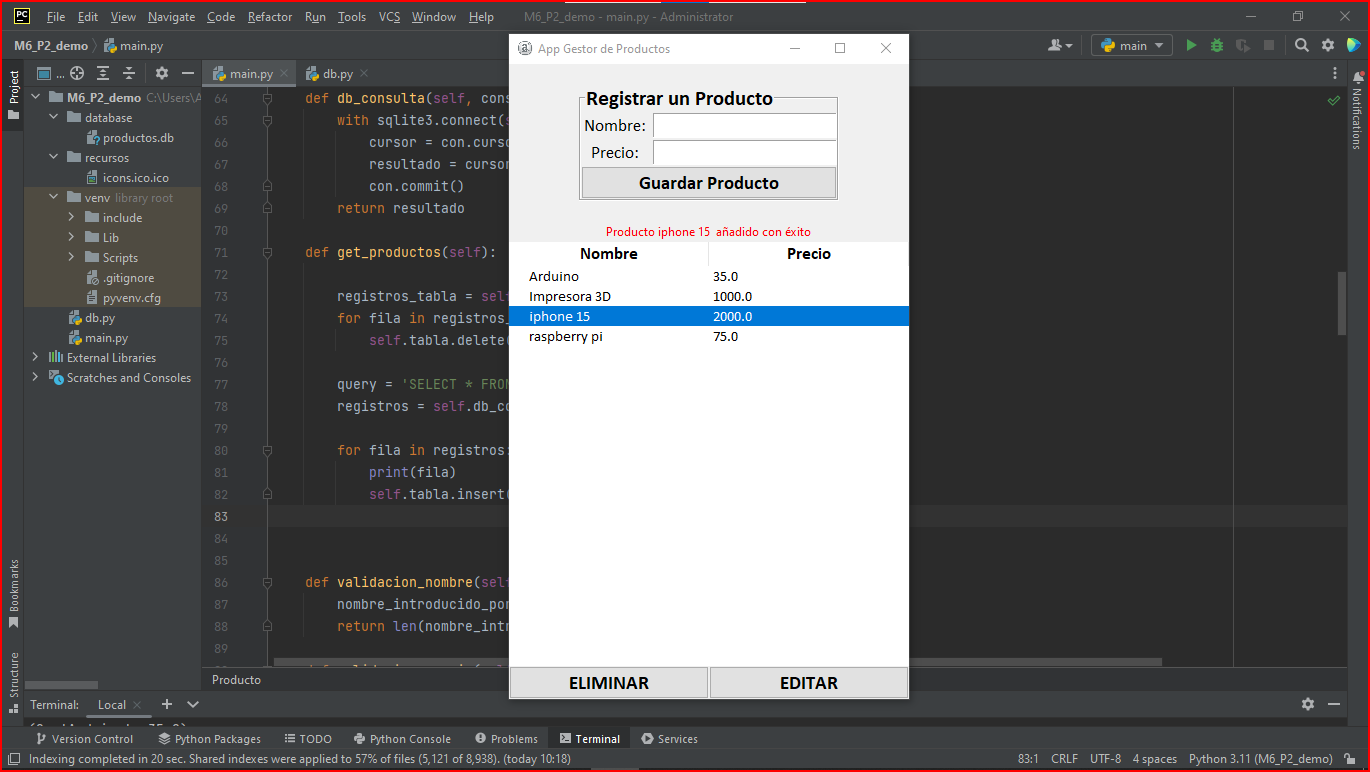 PC File Edit View Navigate Code Refactor Run Tools VCS Window Help M6_P2_demo - main.py - Administrator
M6_P2_demo main.py main
Project
main.py db.py
M6_P2_demo C:\Users\A
database
productos.db
recursos
icons.ico.ico
venv library root
include
Lib
Scripts
.gitignore
pyvenv.cfg
db.py
main.py
External Libraries
Scratches and Consoles
Bookmarks
Structure
Notifications
64 def db_consulta(self, cons
65 with sqlite3.connect(s
66 cursor = con.curso
67 resultado = cursor
68 con.commit()
69 return resultado
70
71 def get_productos(self):
72
73 registros_tabla = self
74 for fila in registros_
75 self.tabla.delete(
76
77 query = 'SELECT * FROM
78 registros = self.db_co
79
80 for fila in registros:
81 print(fila)
82 self.tabla.insert(
83
84
85
86 def validacion_nombre(self
87 nombre_introducido_por
88 return len(nombre_intr
89
Producto
App Gestor de Productos
Registrar un Producto
Nombre:
Precio:
Guardar Producto
Producto iphone 15 añadido con éxito
Nombre Precio
Arduino 35.0
Impresora 3D 1000.0
iphone 15 2000.0
raspberry pi 75.0
ELIMINAR EDITAR
Terminal: Local
Version Control Python Packages TODO Python Console Problems Terminal Services
Indexing completed in 20 sec. Shared indexes were applied to 57% of files (5,121 of 8,938). (today 10:18) 83:1 CRLF UTF-8 4 spaces Python 3.11 (M6_P2_demo)